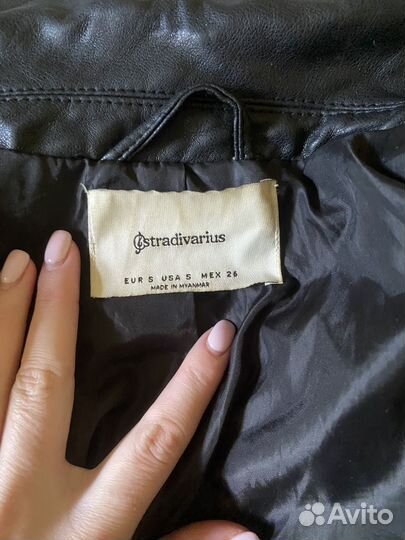 stradivarius
EUR S USA S MEX 26
MADE IN MYANMAR
Avito